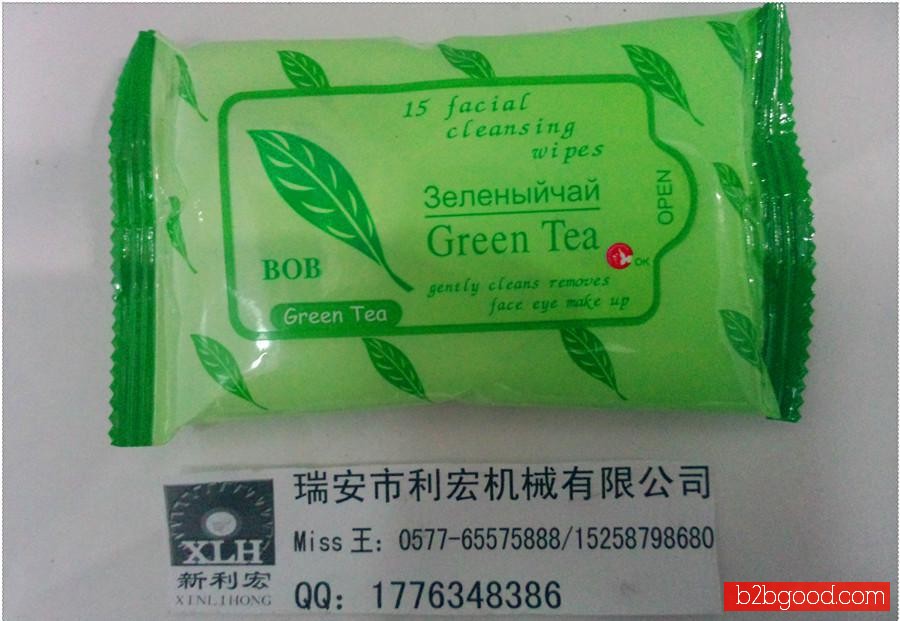 15 facial
cleansing
wipes
Зеленыйчай
Green Tea
OPEN
OK
BOB
gently cleans removes
face eye make up
Green Tea
瑞安市利宏机械有限公司
Miss 王: 0577-65575888/15258798680
QQ: 1776348386
XLH
新利宏
XINLIHONG
b2bgood.com